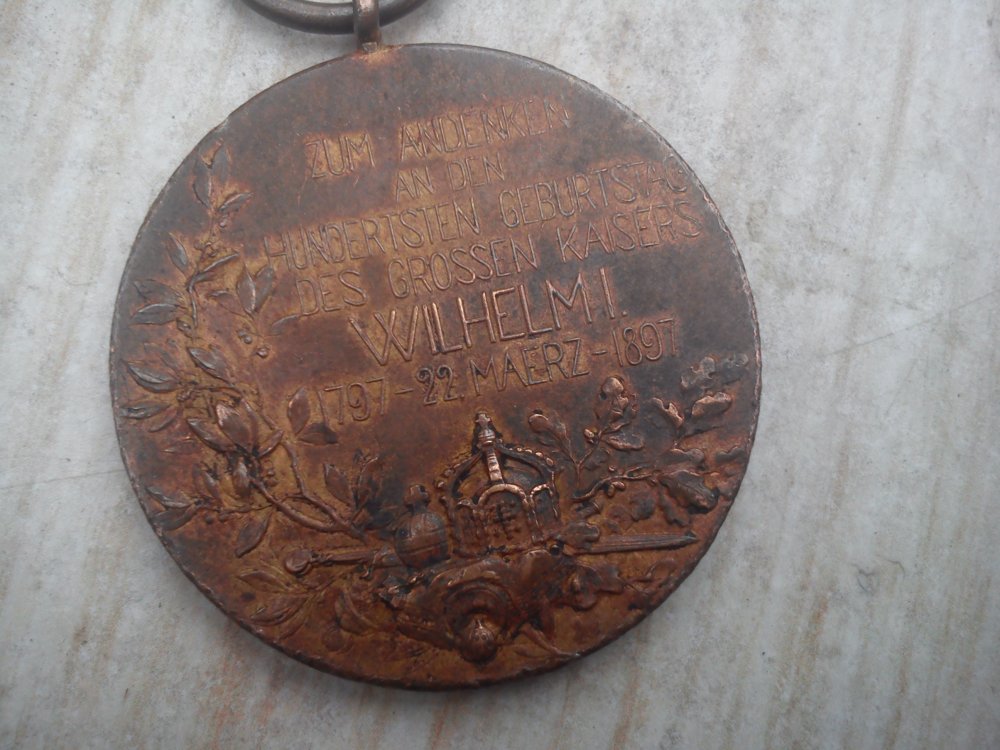 ZUM ANDENKEN
AN DEN
HUNDERTSTEN GEBURTSTAG
DES GROSSEN KAISERS
WILHELM I.
1797 - 22. MAERZ - 1897